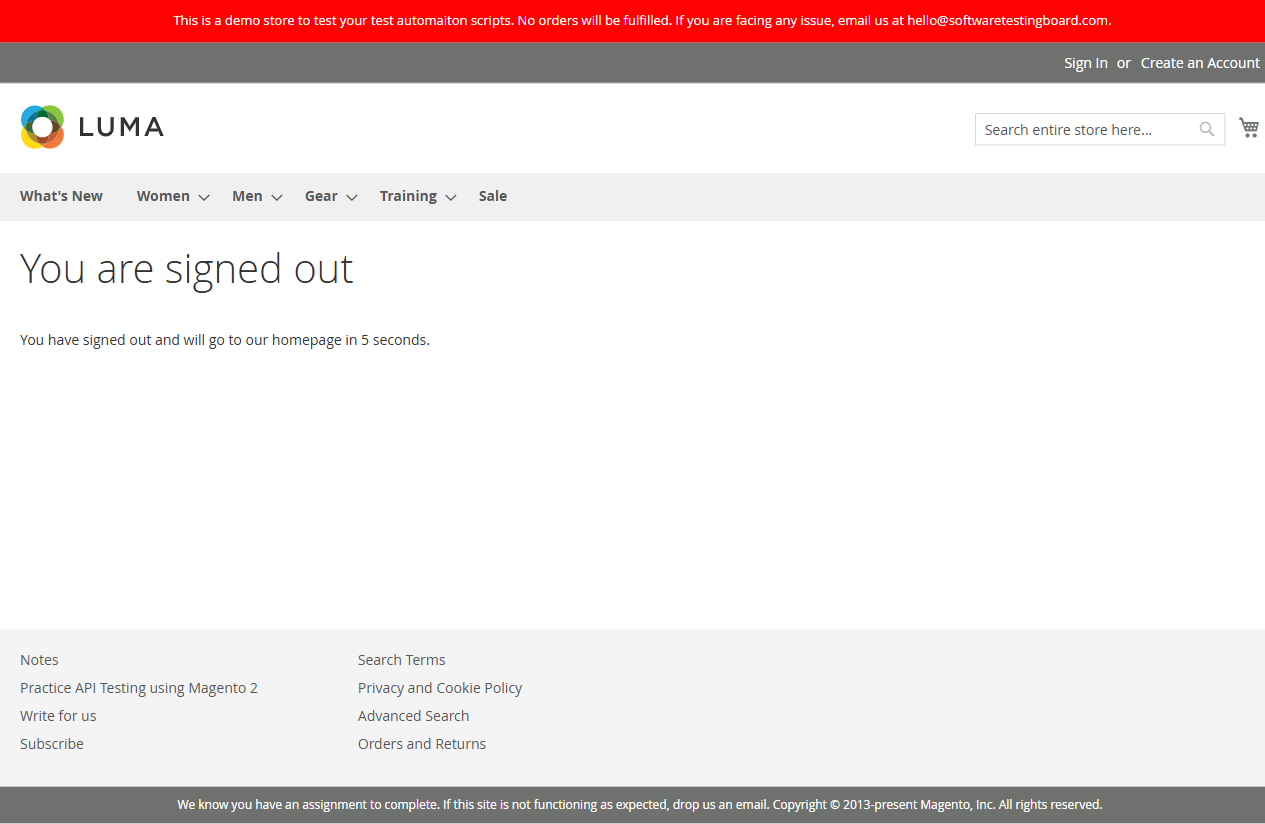 This is a demo store to test your test automaiton scripts. No orders will be fulfilled. If you are facing any issue, email us at hello@softwaretestingboard.com.
Sign In or Create an Account
LUMA
Search entire store here...
What's New Women Men Gear Training Sale
You are signed out
You have signed out and will go to our homepage in 5 seconds.
Notes
Practice API Testing using Magento 2
Write for us
Subscribe
Search Terms
Privacy and Cookie Policy
Advanced Search
Orders and Returns
We know you have an assignment to complete. If this site is not functioning as expected, drop us an email. Copyright © 2013-present Magento, Inc. All rights reserved.